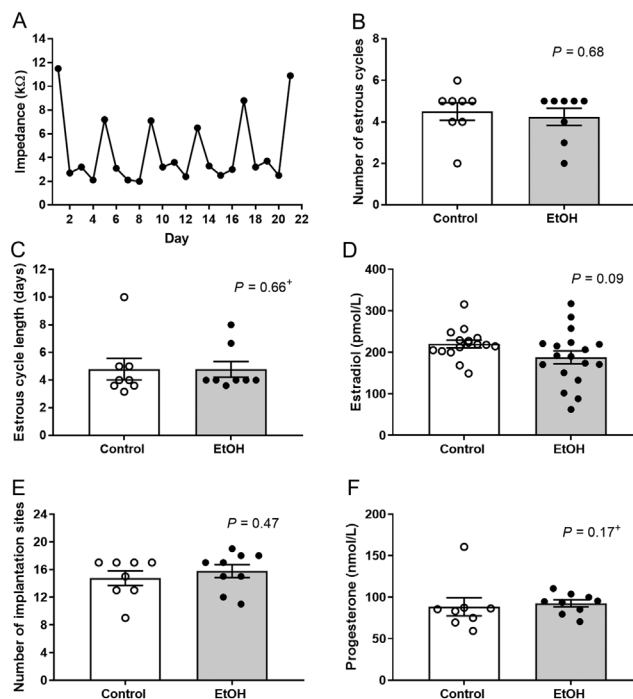 A
Impedance (kΩ)
14
12
10
8
6
4
2
0
2 4 6 8 10 12 14 16 18 20 22
Day
B
P = 0.68
Number of estrous cycles
8
6
4
2
0
Control EtOH
C
P = 0.66+
Estrous cycle length (days)
12
10
8
6
4
2
0
Control EtOH
D
P = 0.09
Estradiol (pmol/L)
400
300
200
100
0
Control EtOH
E
P = 0.47
Number of implantation sites
24
20
16
12
8
4
0
Control EtOH
F
P = 0.17+
Progesterone (nmol/L)
200
150
100
50
0
Control EtOH